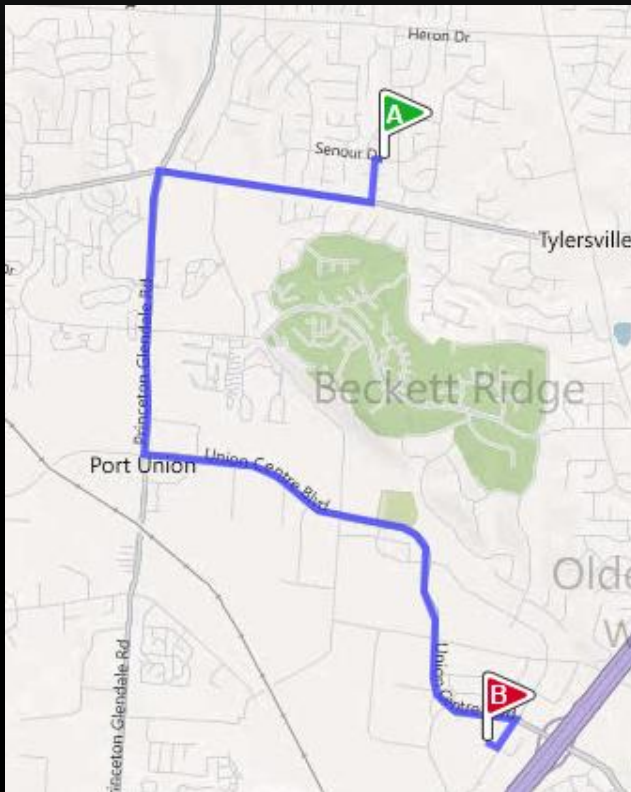 Heron Dr
A
Senour D
Tylersville
Dr
Princeton Glendale Rd
Beckett Ridge
Port Union
Union Centre Blvd
Olde
W
Princeton Glendale Rd
Union Centre
B